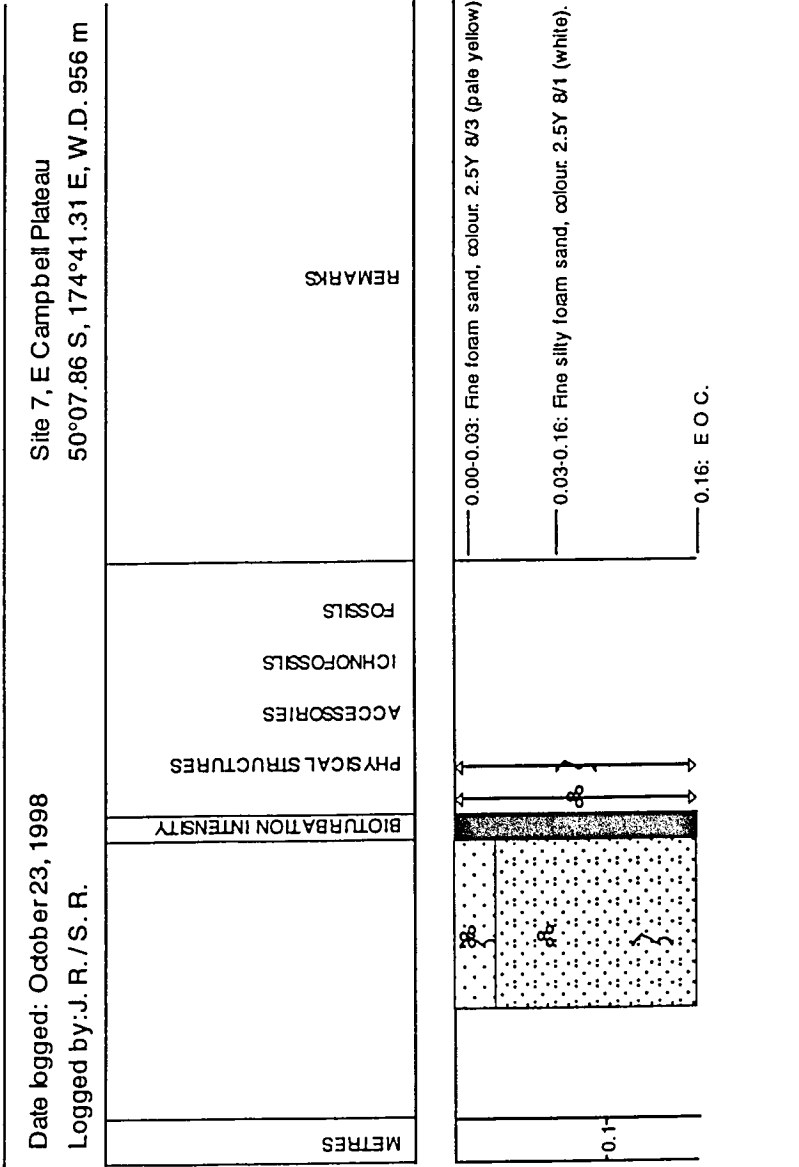 Date logged: October 23, 1998
Logged by: J. R. / S. R.
Site 7, E Campbell Plateau
50°07.86 S, 174°41.31 E, W.D. 956 m
METRES
BIOTURBATION INTENSITY
PHYSICAL STRUCTURES
ACCESSORIES
ICHNOFOSSILS
FOSSILS
REMARKS
0.1
0.00-0.03: Fine foram sand, colour: 2.5Y 8/3 (pale yellow)
0.03-0.16: Fine silty foram sand, colour: 2.5Y 8/1 (white).
0.16: E O C.